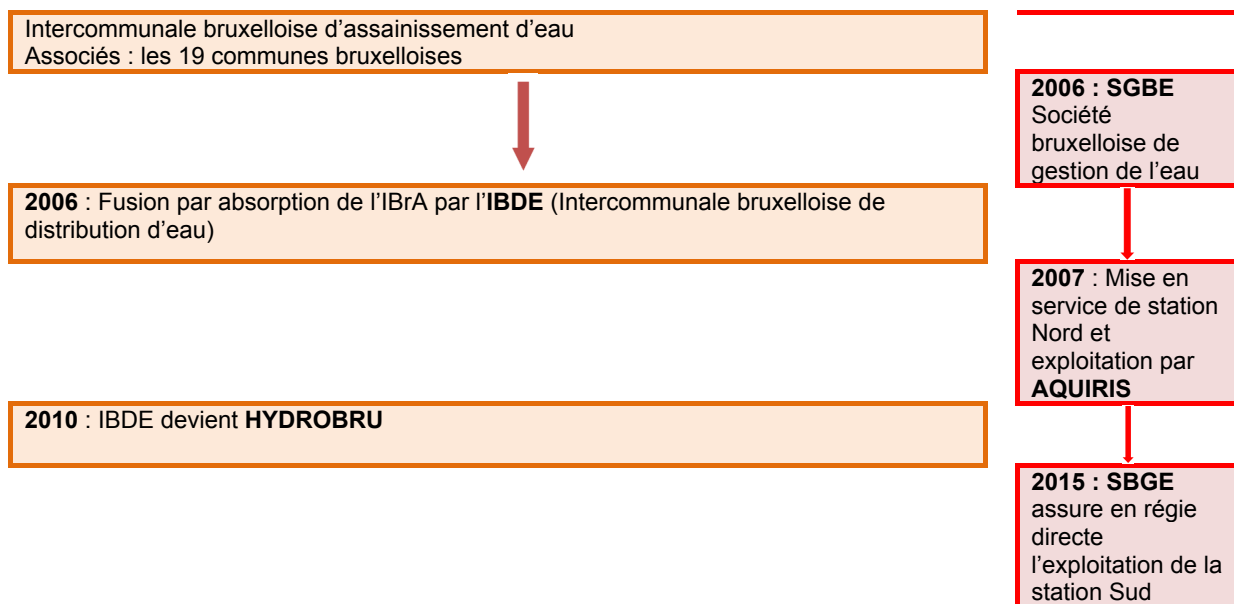 Intercommunale bruxelloise d’assainissement d’eau
Associés : les 19 communes bruxelloises
2006 : Fusion par absorption de l’IBrA par l’IBDE (Intercommunale bruxelloise de
distribution d’eau)
2010 : IBDE devient HYDROBRU
2006 : SGBE
Société
bruxelloise de
gestion de l’eau
2007 : Mise en
service de station
Nord et
exploitation par
AQUIRIS
2015 : SBGE
assure en régie
directe
l’exploitation de la
station Sud